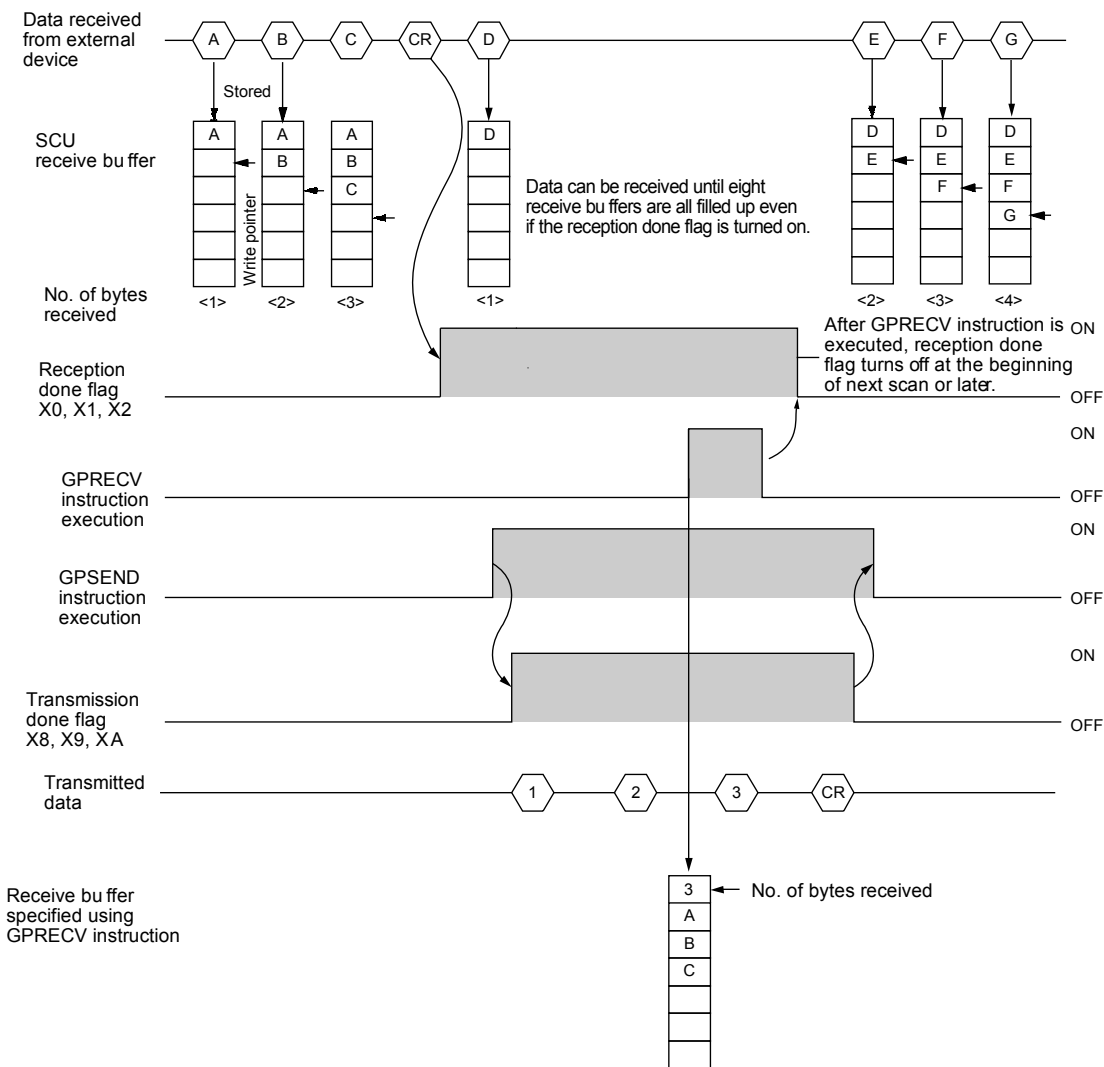 Data received
from external
device
A B C CR D E F G
Stored
SCU
receive buffer
A A A D D D D
B B E E E
C F F
G
Write pointer
Data can be received until eight
receive buffers are all filled up even
if the reception done flag is turned on.
No. of bytes
received
<1> <2> <3> <1> <2> <3> <4>
After GPRECV instruction is
executed, reception done
flag turns off at the beginning
of next scan or later.
ON
Reception
done flag
X0, X1, X2
OFF
ON
GPRECV
instruction
execution
OFF
ON
GPSEND
instruction
execution
OFF
ON
Transmission
done flag
X8, X9, XA
OFF
Transmitted
data
1 2 3 CR
Receive buffer
specified using
GPRECV instruction
3
No. of bytes received
A
B
C